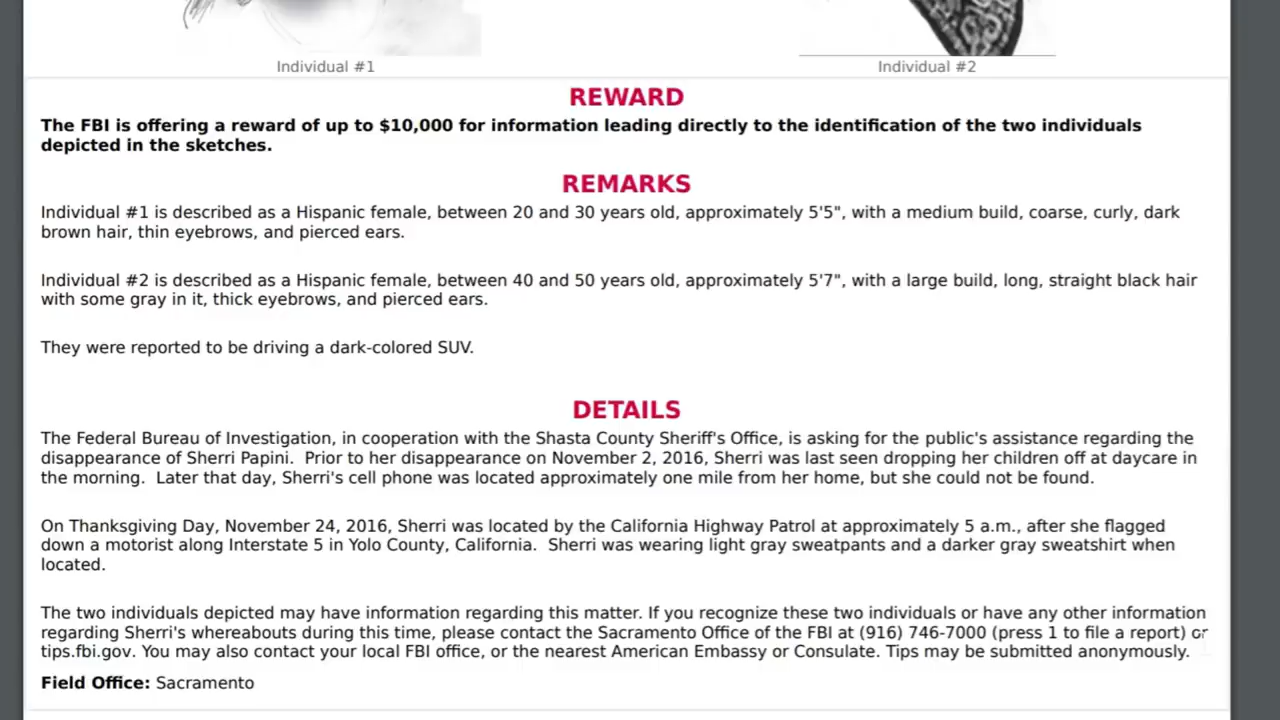 Individual #1
Individual #2
REWARD
The FBI is offering a reward of up to $10,000 for information leading directly to the identification of the two individuals
depicted in the sketches.
REMARKS
Individual #1 is described as a Hispanic female, between 20 and 30 years old, approximately 5'5", with a medium build, coarse, curly, dark
brown hair, thin eyebrows, and pierced ears.
Individual #2 is described as a Hispanic female, between 40 and 50 years old, approximately 5'7", with a large build, long, straight black hair
with some gray in it, thick eyebrows, and pierced ears.
They were reported to be driving a dark-colored SUV.
DETAILS
The Federal Bureau of Investigation, in cooperation with the Shasta County Sheriff's Office, is asking for the public's assistance regarding the
disappearance of Sherri Papini.  Prior to her disappearance on November 2, 2016, Sherri was last seen dropping her children off at daycare in
the morning.  Later that day, Sherri's cell phone was located approximately one mile from her home, but she could not be found.
On Thanksgiving Day, November 24, 2016, Sherri was located by the California Highway Patrol at approximately 5 a.m., after she flagged
down a motorist along Interstate 5 in Yolo County, California.  Sherri was wearing light gray sweatpants and a darker gray sweatshirt when
located.
The two individuals depicted may have information regarding this matter. If you recognize these two individuals or have any other information
regarding Sherri's whereabouts during this time, please contact the Sacramento Office of the FBI at (916) 746-7000 (press 1 to file a report) or
tips.fbi.gov. You may also contact your local FBI office, or the nearest American Embassy or Consulate. Tips may be submitted anonymously.
Field Office: Sacramento